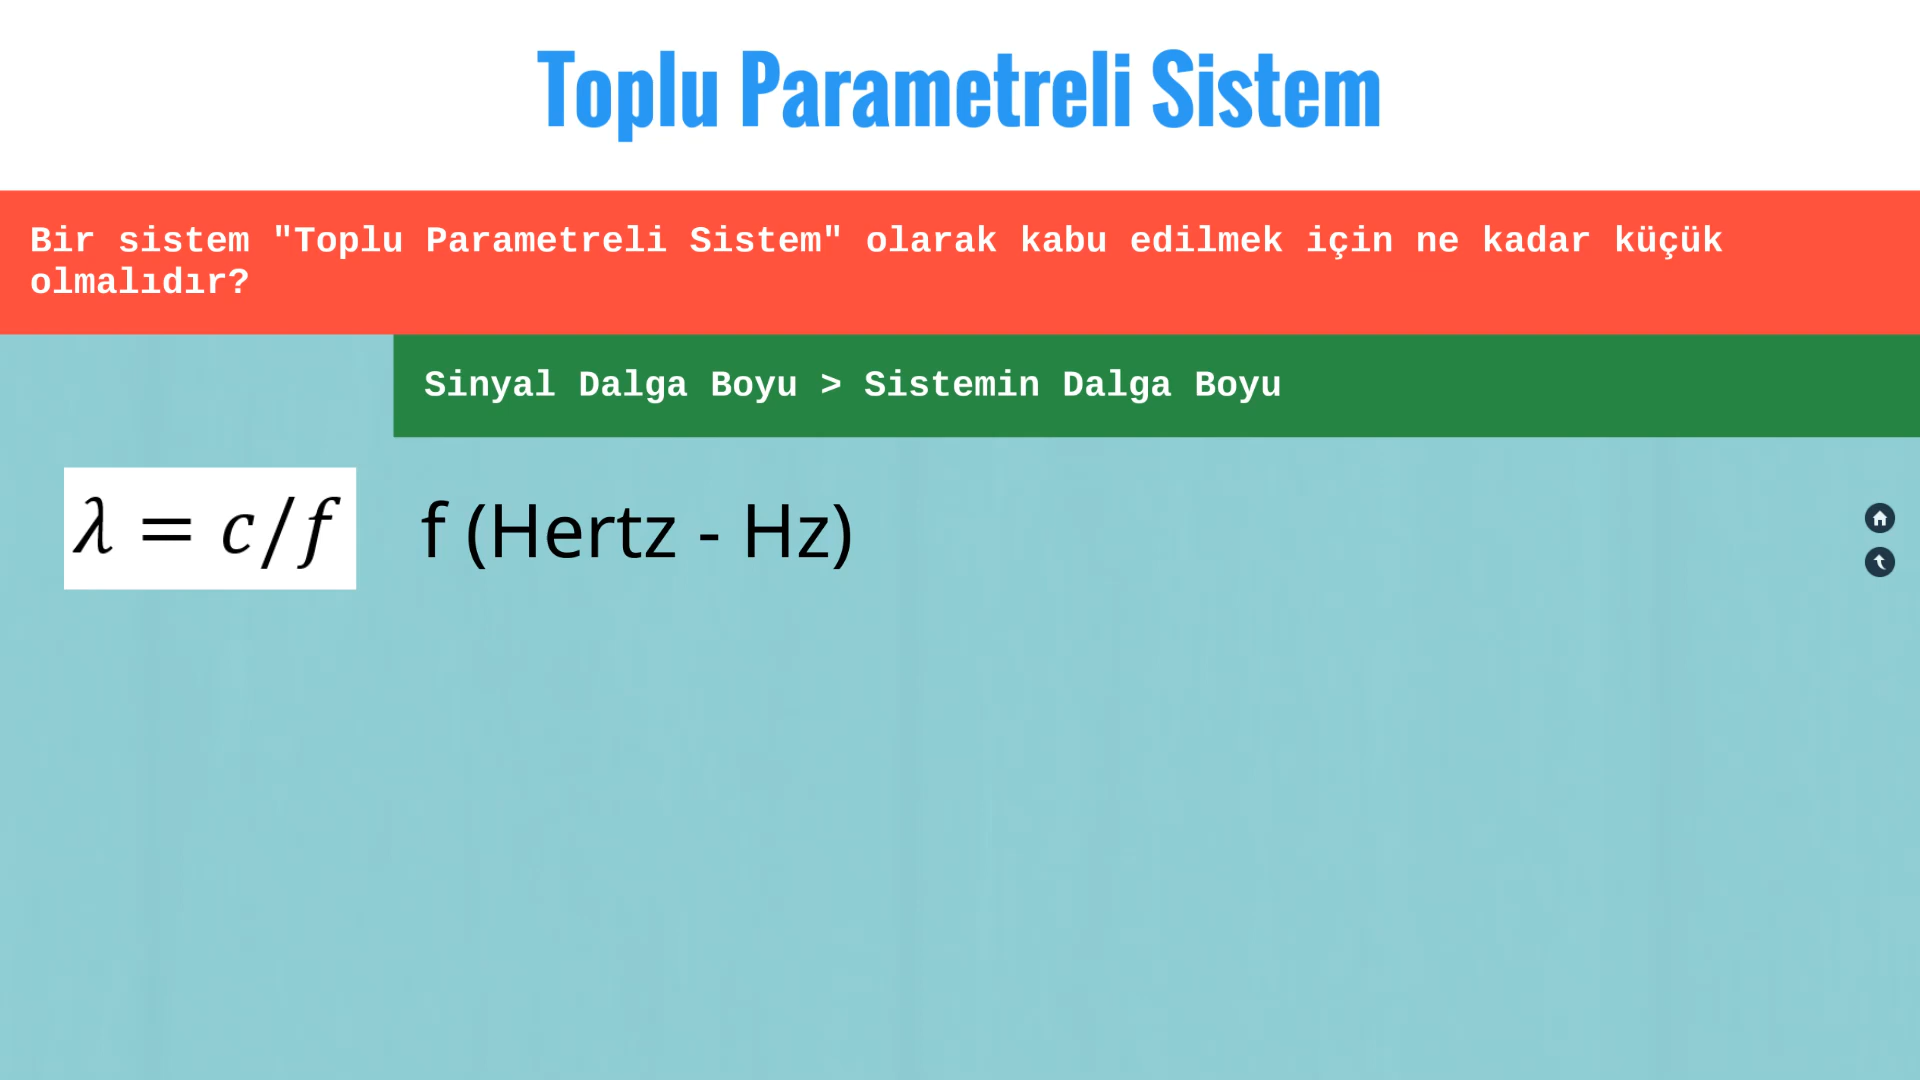 Toplu Parametreli Sistem
Bir sistem "Toplu Parametreli Sistem" olarak kabu edilmek için ne kadar küçük
olmalıdır?
Sinyal Dalga Boyu > Sistemin Dalga Boyu
λ = c/f
f (Hertz - Hz)